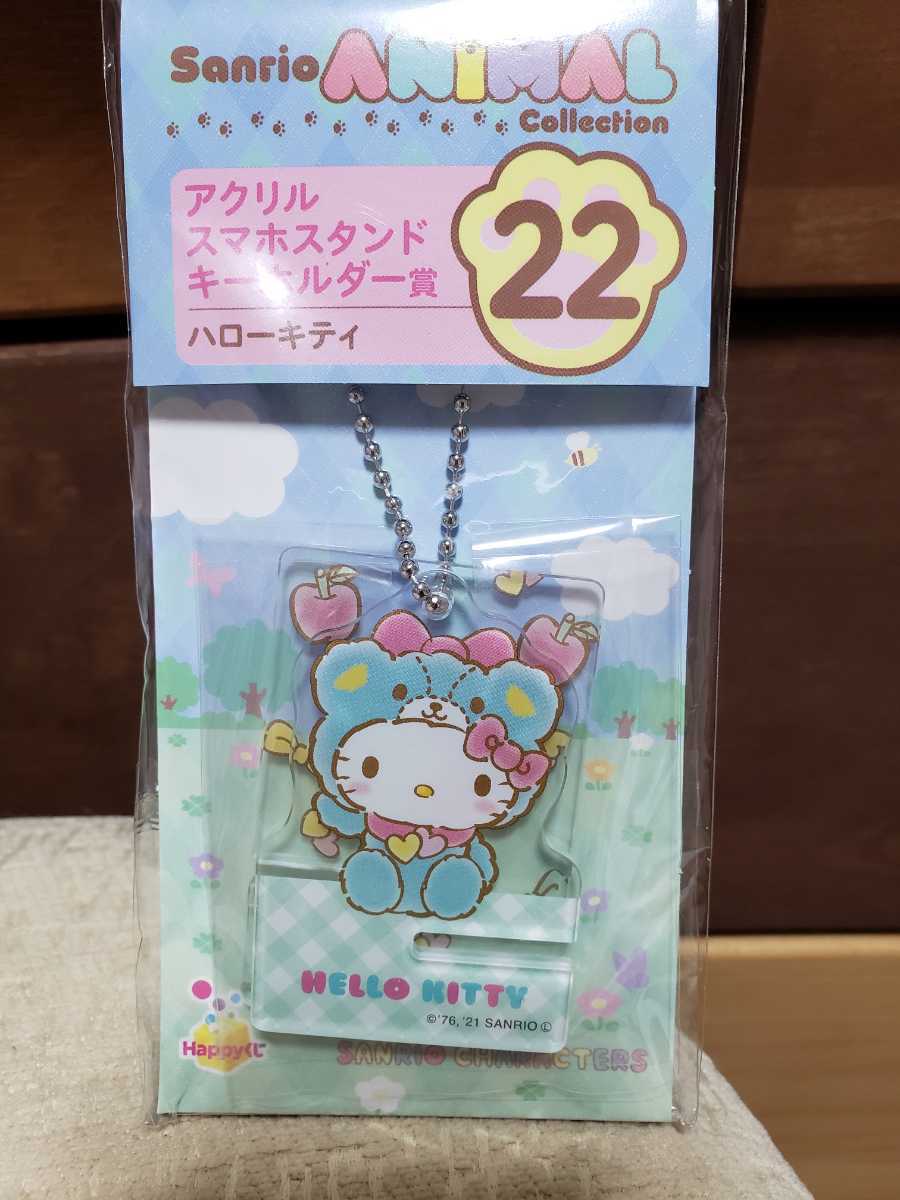 Sanrio ANiMAL
Collection
アクリル
スマホスタンド
キーホルダー賞
ハローキティ
22
HELLO KITTY
©'76, '21 SANRIO Ⓛ
Happyくじ
SANRIO CHARACTERS